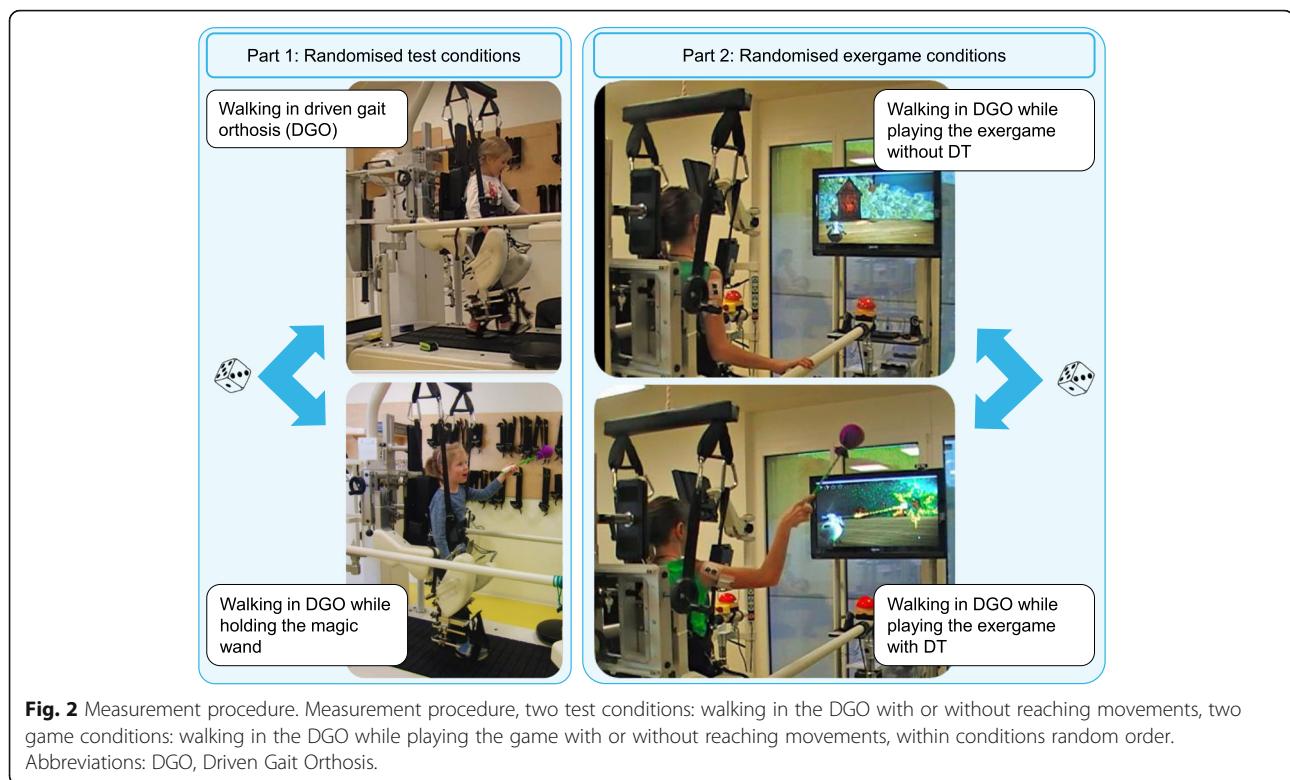 Part 1: Randomised test conditions
Part 2: Randomised exergame conditions
Walking in driven gait
orthosis (DGO)
Walking in DGO while
playing the exergame
without DT
Walking in DGO while
holding the magic
wand
Walking in DGO while
playing the exergame
with DT
Fig. 2 Measurement procedure. Measurement procedure, two test conditions: walking in the DGO with or without reaching movements, two
game conditions: walking in the DGO while playing the game with or without reaching movements, within conditions random order.
Abbreviations: DGO, Driven Gait Orthosis.